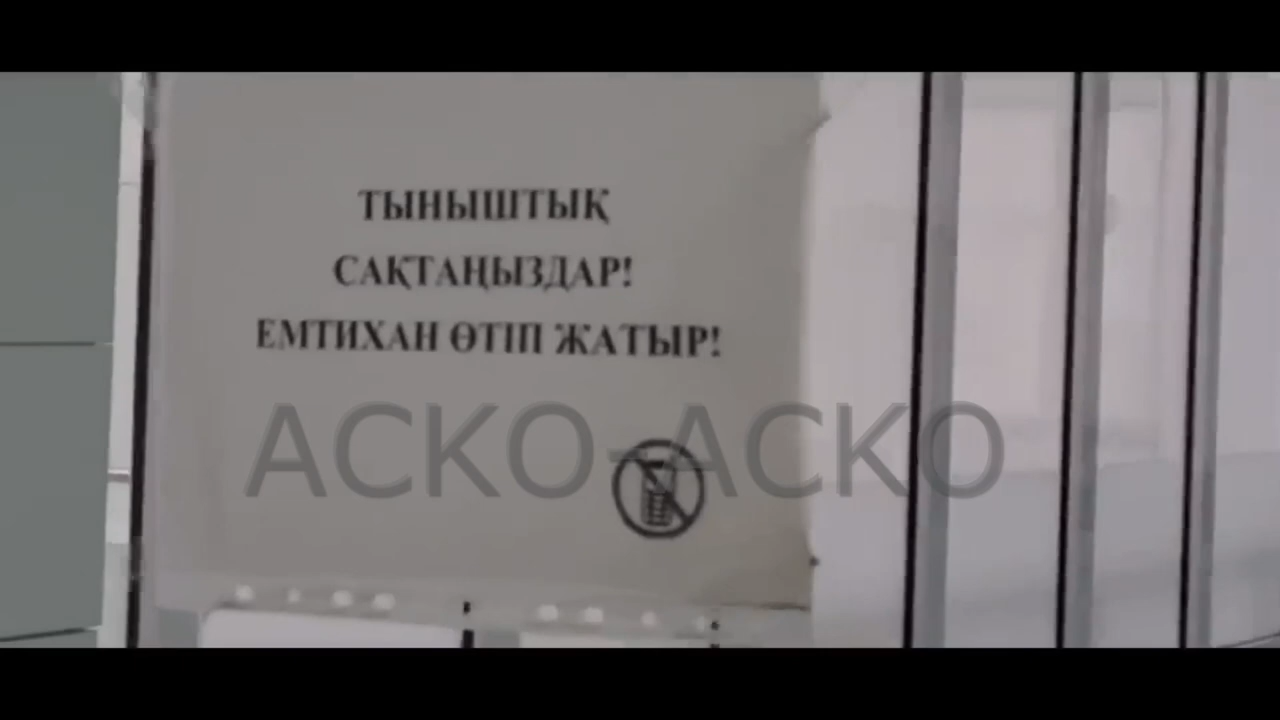 ТЫНЫШТЫҚ
САҚТАҢЫЗДАР!
ЕМТИХАН ӨТІП ЖАТЫР!
АСКО-АСКО